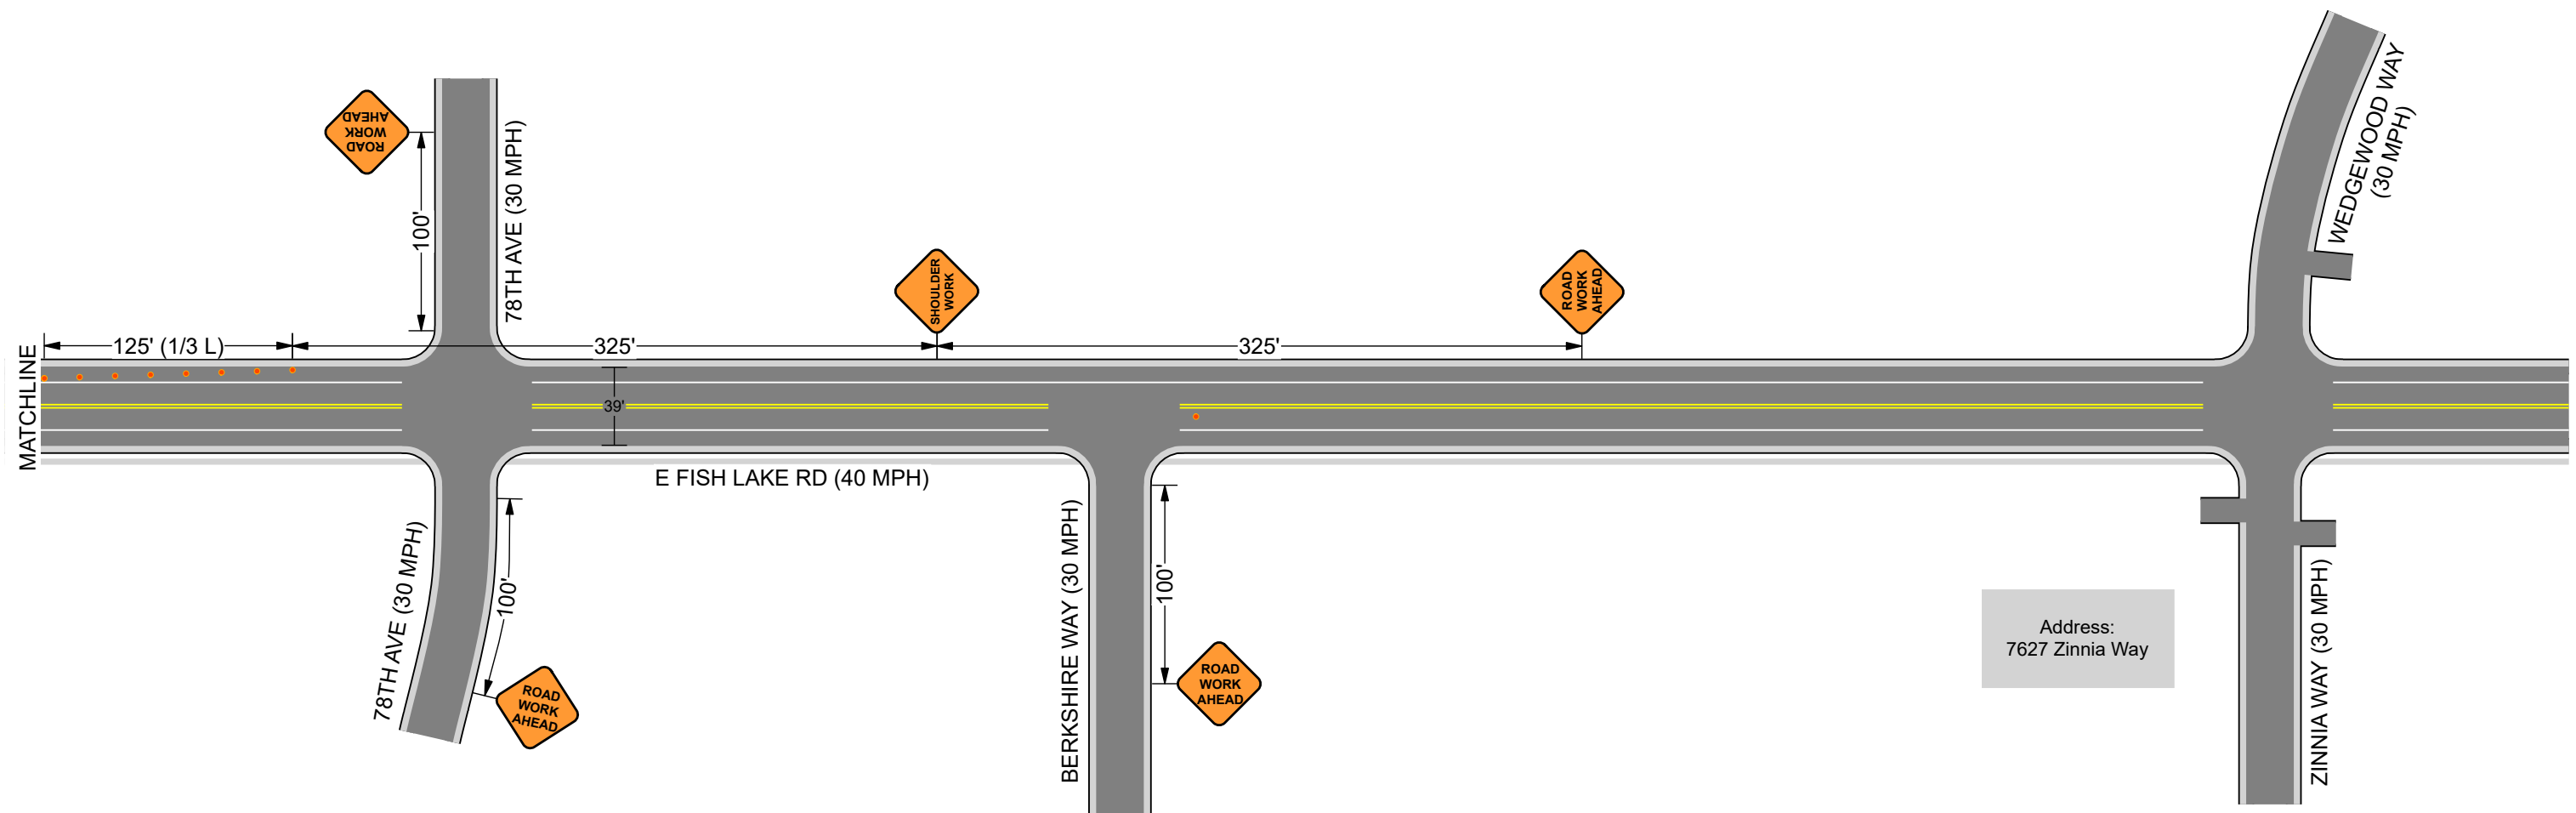 WEDGEWOOD WAY
(30 MPH)
ROAD
WORK
AHEAD
100'
78TH AVE (30 MPH)
SHOULDER
WORK
ROAD
WORK
AHEAD
MATCHLINE
125' (1/3 L)
325'
325'
39'
E FISH LAKE RD (40 MPH)
78TH AVE (30 MPH)
100'
ROAD
WORK
AHEAD
BERKSHIRE WAY (30 MPH)
100'
ROAD
WORK
AHEAD
Address:
7627 Zinnia Way
ZINNIA WAY (30 MPH)